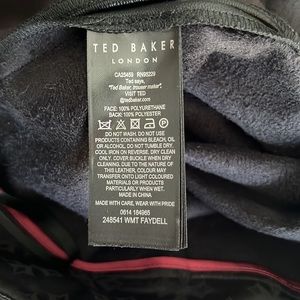 TED BAKER
LONDON
CA25459 RN98229
Ted says,
"Ted Baker, trouser maker".
VISIT TED
@tedbaker.com
FACE: 100% POLYURETHANE
BACK: 100% POLYESTER
DO NOT WASH. DO NOT USE
PRODUCTS CONTAINING BLEACH, OIL
OR ALCOHOL. DO NOT TUMBLE DRY.
COOL IRON ON REVERSE. DRY CLEAN
POSSIBLE. COVER BUCKLE WHEN DRY
CLEANING. DUE TO THE NATURE OF
THIS LEATHER, COLOUR MAY
TRANSFER ONTO LIGHT COLOURED
MATERIALS OR PRODUCTS
PARTICULARLY WHEN WET.
MADE IN CHINA
MADE WITH CARE, WEAR WITH PRIDE
0614 184965
248541 WMT FAYDELL